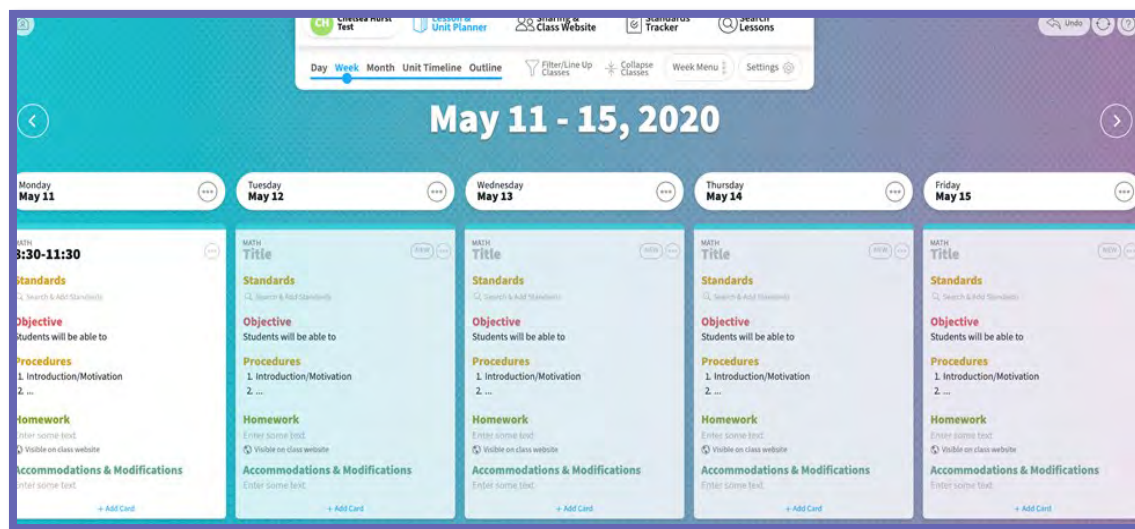 CH
Chelsea Hurst
Test
Lesson &
Unit Planner
Sharing &
Class Website
Standards
Tracker
Search
Lessons
Undo
?
Day Week Month Unit Timeline Outline
Filter/Line Up
Classes
Collapse
Classes
Week Menu
Settings
May 11 - 15, 2020
Monday
May 11
Tuesday
May 12
Wednesday
May 13
Thursday
May 14
Friday
May 15
MATH
8:30-11:30
Standards
Search & Add Standards
Objective
Students will be able to
Procedures
1. Introduction/Motivation
2. ...
Homework
Enter some text
Visible on class website
Accommodations & Modifications
Enter some text
+ Add Card
MATH
Title
NEW
Standards
Search & Add Standards
Objective
Students will be able to
Procedures
1. Introduction/Motivation
2. ...
Homework
Enter some text
Visible on class website
Accommodations & Modifications
Enter some text
+ Add Card
MATH
Title
NEW
Standards
Search & Add Standards
Objective
Students will be able to
Procedures
1. Introduction/Motivation
2. ...
Homework
Enter some text
Visible on class website
Accommodations & Modifications
Enter some text
+ Add Card
MATH
Title
NEW
Standards
Search & Add Standards
Objective
Students will be able to
Procedures
1. Introduction/Motivation
2. ...
Homework
Enter some text
Visible on class website
Accommodations & Modifications
Enter some text
+ Add Card
MATH
Title
NEW
Standards
Search & Add Standards
Objective
Students will be able to
Procedures
1. Introduction/Motivation
2. ...
Homework
Enter some text
Visible on class website
Accommodations & Modifications
Enter some text
+ Add Card